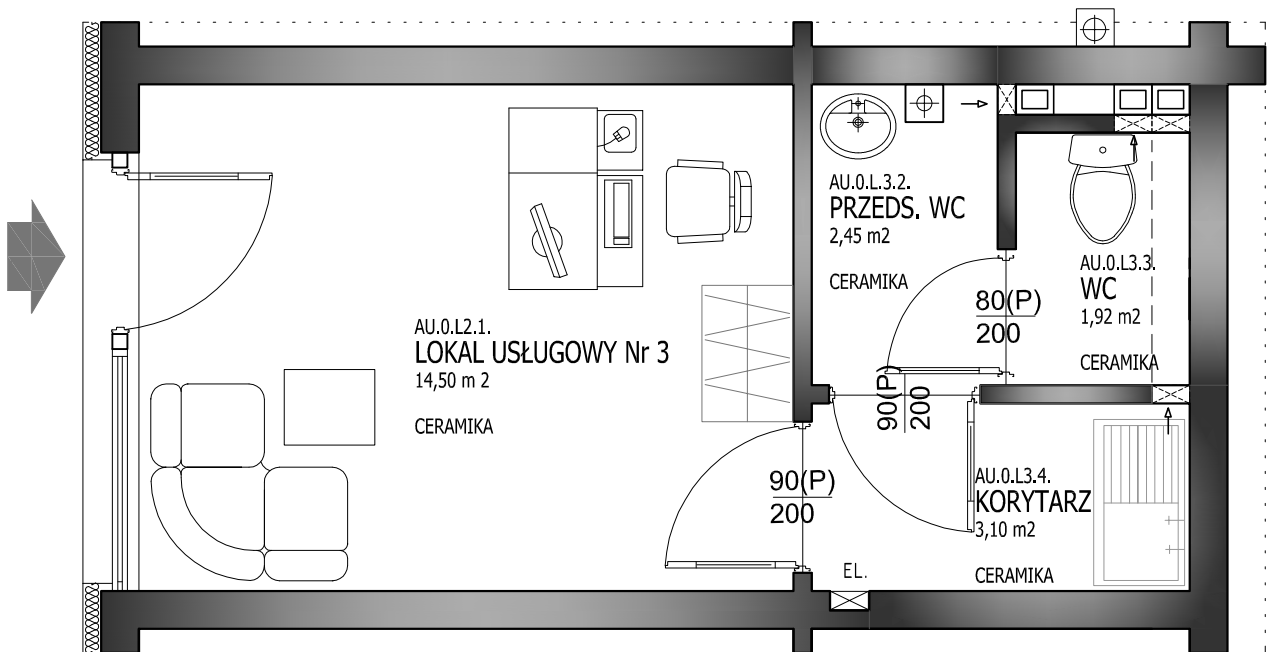 AU.0.L2.1.
LOKAL USŁUGOWY Nr 3
14,50 m 2
CERAMIKA
AU.0.L.3.2.
PRZEDS. WC
2,45 m2
CERAMIKA
80(P)
200
AU.0.L3.3.
WC
1,92 m2
CERAMIKA
90(P)
200
90(P)
200
AU.0.L3.4.
KORYTARZ
3,10 m2
CERAMIKA
EL.